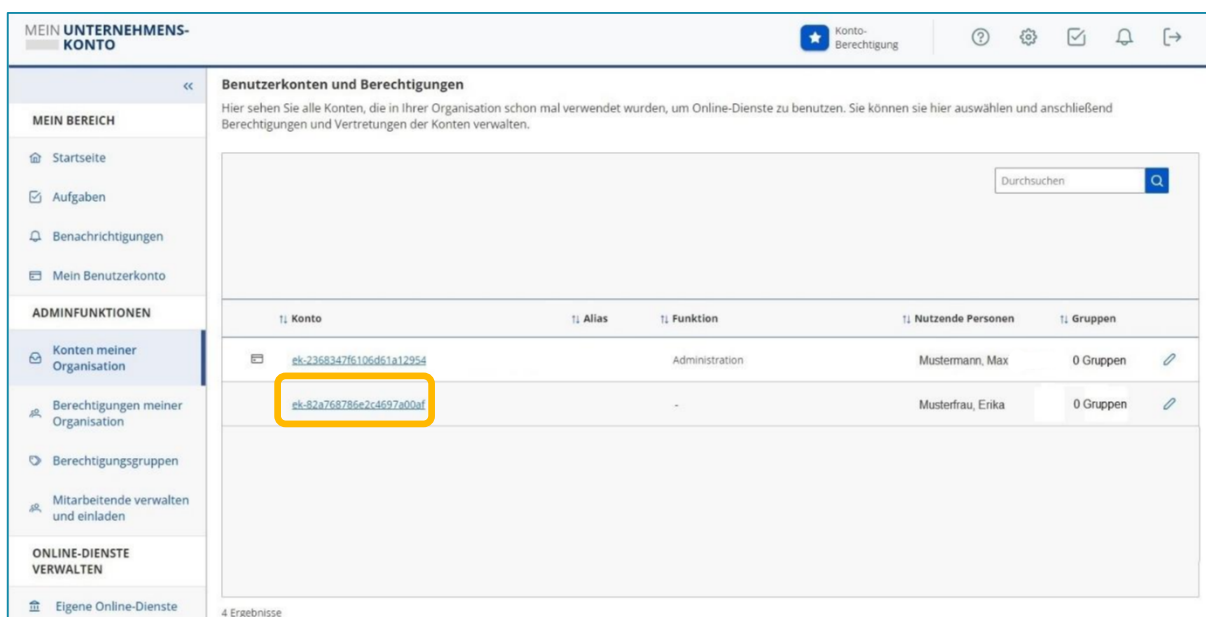 MEIN UNTERNEHMENS-
KONTO
Konto-
Berechtigung
MEIN BEREICH
Startseite
Aufgaben
Benachrichtigungen
Mein Benutzerkonto
ADMINFUNKTIONEN
Konten meiner
Organisation
Berechtigungen meiner
Organisation
Berechtigungsgruppen
Mitarbeitende verwalten
und einladen
ONLINE-DIENSTE
VERWALTEN
Eigene Online-Dienste
Benutzerkonten und Berechtigungen
Hier sehen Sie alle Konten, die in Ihrer Organisation schon mal verwendet wurden, um Online-Dienste zu benutzen. Sie können sie hier auswählen und anschließend
Berechtigungen und Vertretungen der Konten verwalten.
Durchsuchen
Konto Alias Funktion Nutzende Personen Gruppen
ek-2368347f6106d61a12954 Administration Mustermann, Max 0 Gruppen
ek-82a768786e2c4697a00af - Musterfrau, Erika 0 Gruppen
4 Ergebnisse